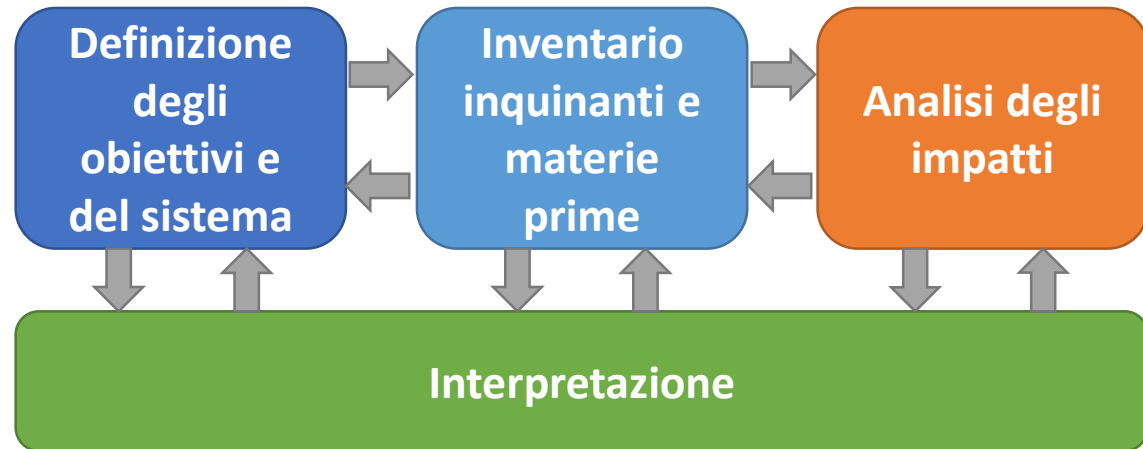 Definizione
degli
obiettivi e
del sistema
Inventario
inquinanti e
materie
prime
Analisi degli
impatti
Interpretazione